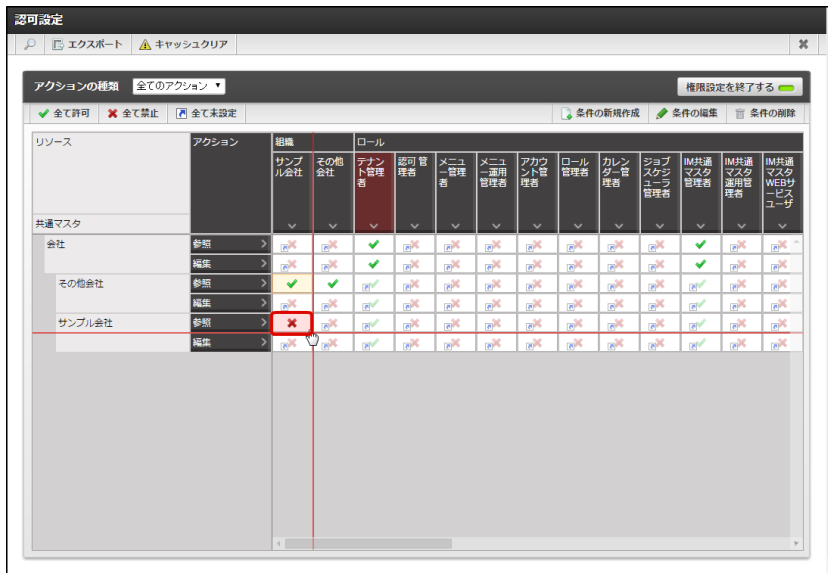 認可設定
エクスポート キャッシュクリア
アクションの種類 全てのアクション 権限設定を終了する
全て許可 全て禁止 全て未設定 条件の新規作成 条件の編集 条件の削除
リソース アクション 組織 ロール
サンプル会社 その他会社 テナント管理者 認可管理者 メニュー管理者 メニュー運用管理者 アカウント管理者 ロール管理者 カレンダー管理者 ジョブスケジューラ管理者 IM共通マスタ管理者 IM共通マスタ運用管理者 IM共通マスタWEBサービスユーザ
共通マスタ
会社 参照
編集
その他会社 参照
編集
サンプル会社 参照
編集